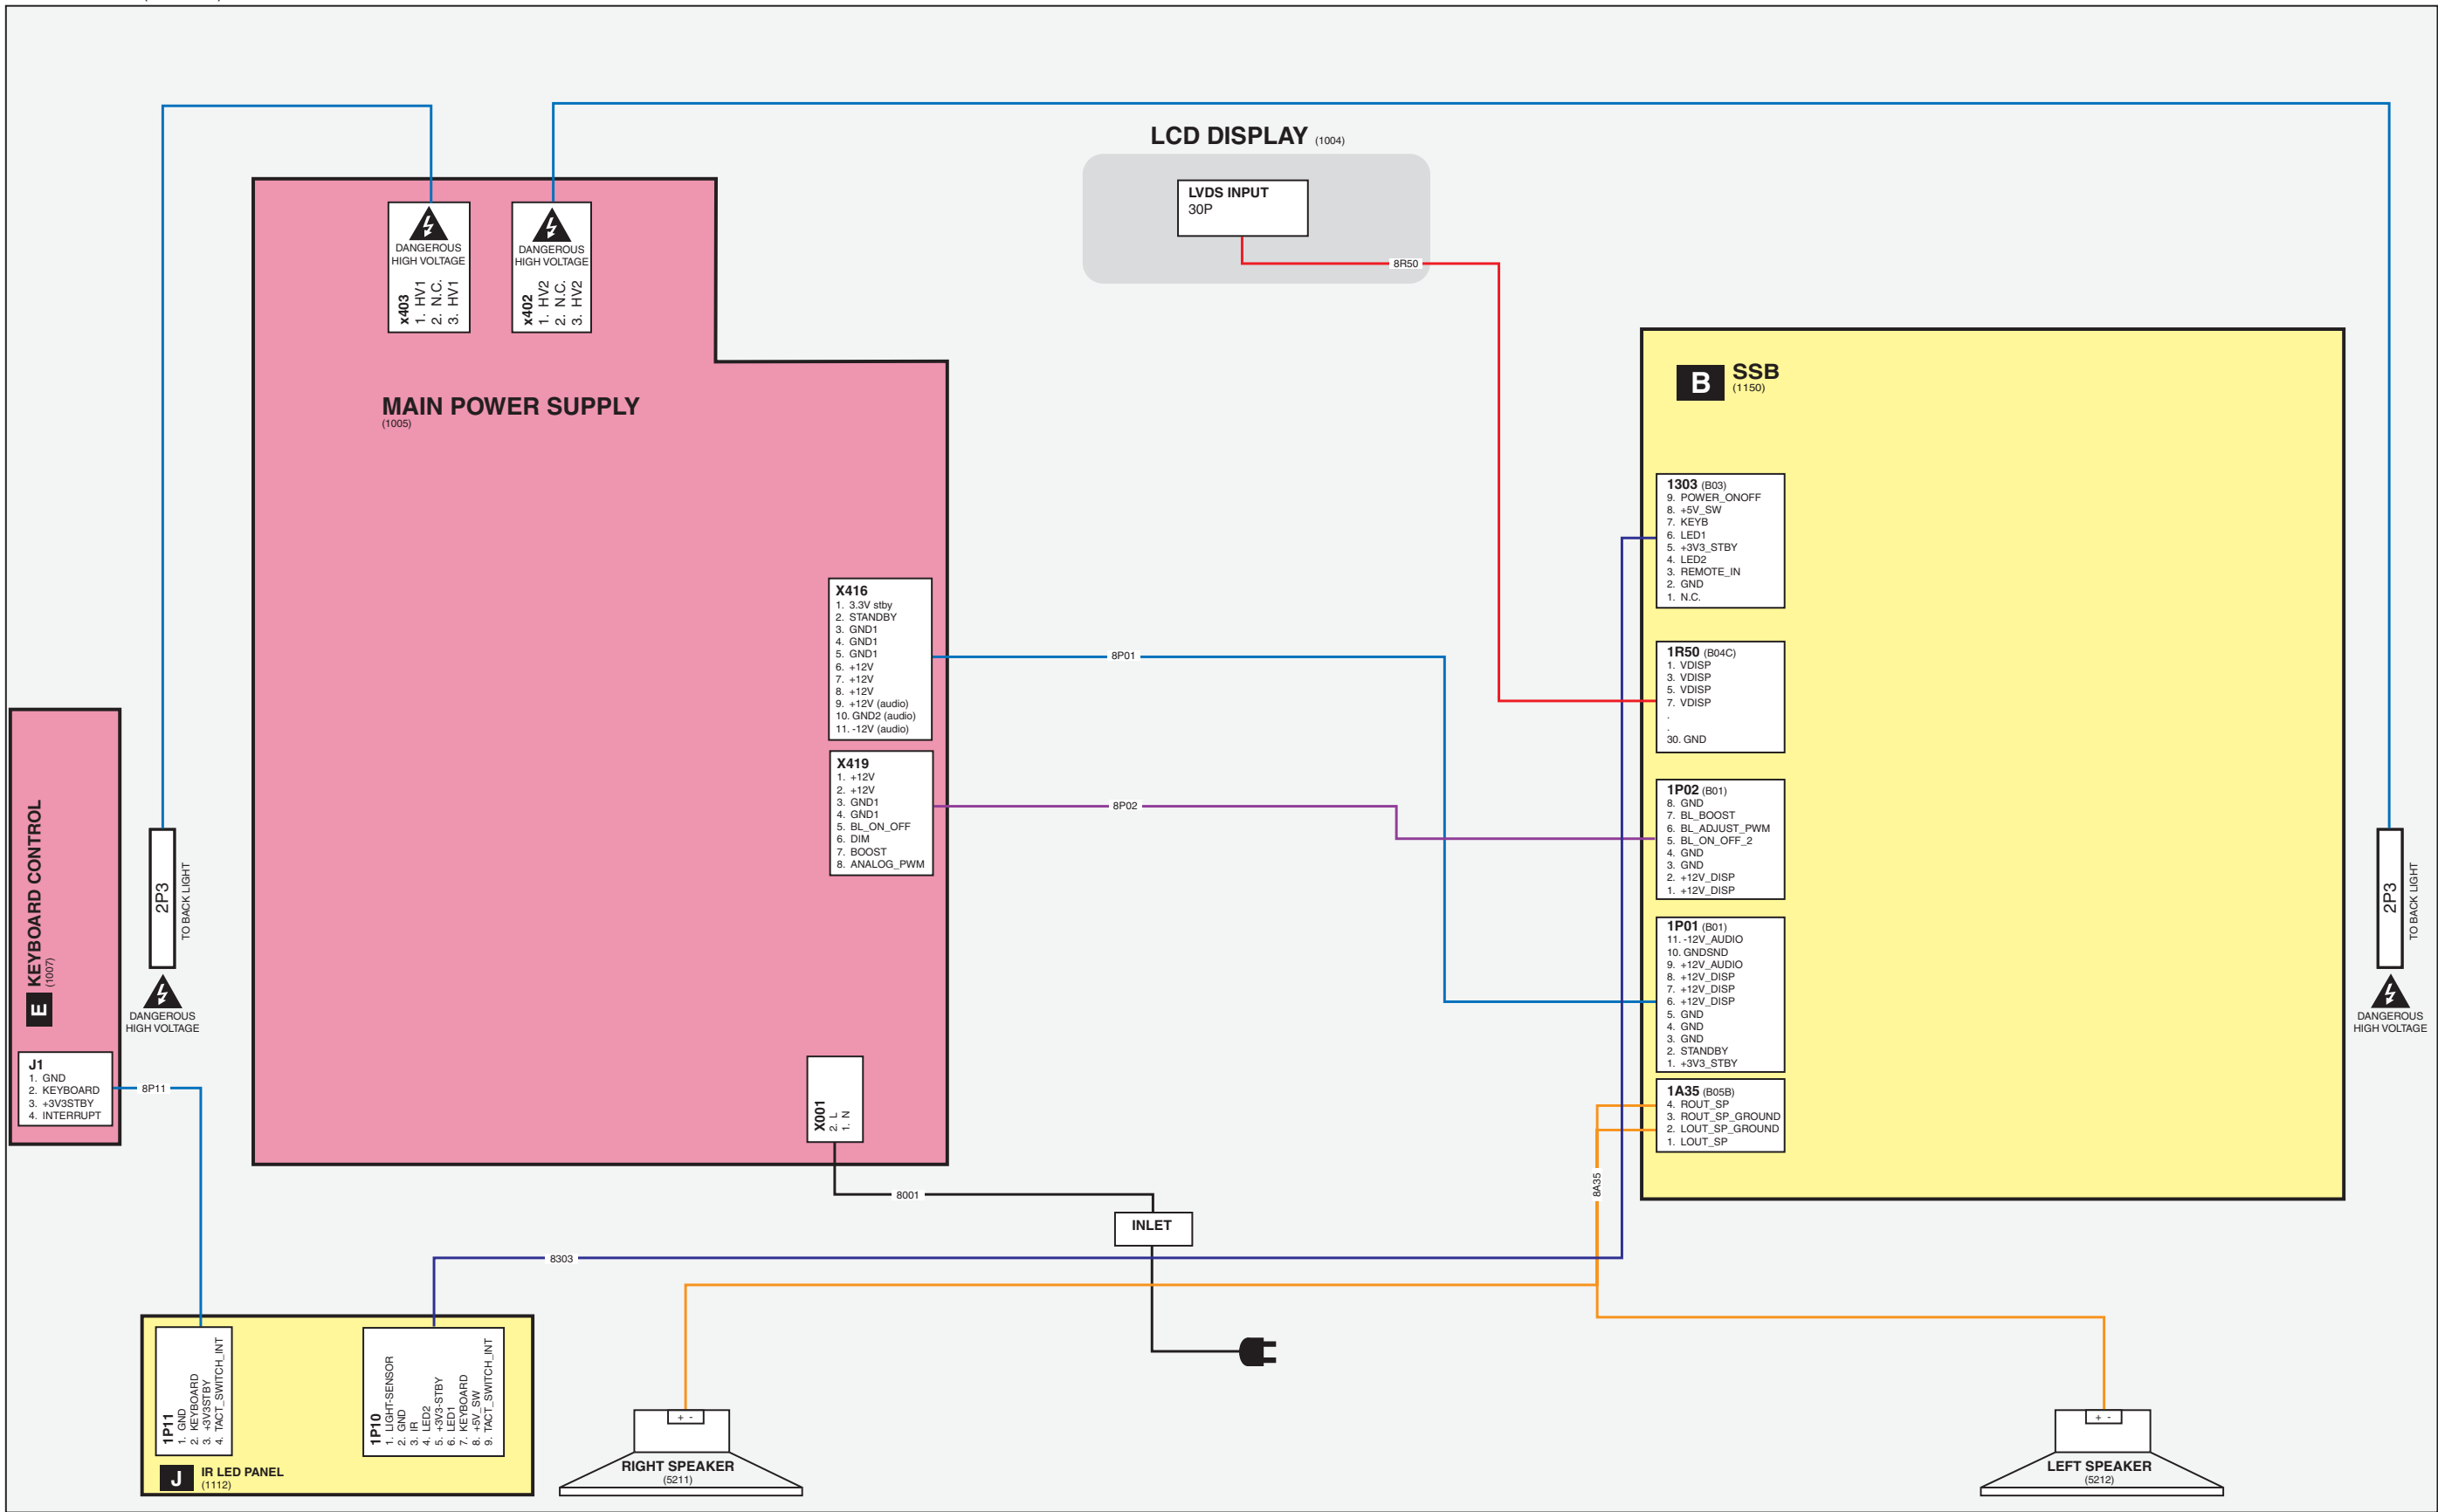 LCD DISPLAY (1004)
LVDS INPUT
30P
8R50
DANGEROUS
HIGH VOLTAGE
x403
1. HV1
2. N.C.
3. HV1
DANGEROUS
HIGH VOLTAGE
x402
1. HV2
2. N.C.
3. HV2
MAIN POWER SUPPLY
(1005)
X416
1. 3.3V stby
2. STANDBY
3. GND1
4. GND1
5. GND1
6. +12V
7. +12V
8. +12V
9. +12V (audio)
10. GND2 (audio)
11. -12V (audio)
X419
1. +12V
2. +12V
3. GND1
4. GND1
5. BL_ON_OFF
6. DIM
7. BOOST
8. ANALOG_PWM
X001
2. L
1. N
8P01
8P02
8001
INLET
B SSB
(1150)
1303 (B03)
9. POWER_ONOFF
8. +5V_SW
7. KEYB
6. LED1
5. +3V3_STBY
4. LED2
3. REMOTE_IN
2. GND
1. N.C.
1R50 (B04C)
1. VDISP
3. VDISP
5. VDISP
7. VDISP
.
.
30. GND
1P02 (B01)
8. GND
7. BL_BOOST
6. BL_ADJUST_PWM
5. BL_ON_OFF_2
4. GND
3. GND
2. +12V_DISP
1. +12V_DISP
1P01 (B01)
11. -12V_AUDIO
10. GNDSND
9. +12V_AUDIO
8. +12V_DISP
7. +12V_DISP
6. +12V_DISP
5. GND
4. GND
3. GND
2. STANDBY
1. +3V3_STBY
1A35 (B05B)
4. ROUT_SP
3. ROUT_SP_GROUND
2. LOUT_SP_GROUND
1. LOUT_SP
8A35
E KEYBOARD CONTROL
(1007)
J1
1. GND
2. KEYBOARD
3. +3V3STBY
4. INTERRUPT
8P11
2P3
TO BACK LIGHT
DANGEROUS
HIGH VOLTAGE
2P3
TO BACK LIGHT
DANGEROUS
HIGH VOLTAGE
8303
1P11
1. GND
2. KEYBOARD
3. +3V3STBY
4. TACT_SWITCH_INT
1P10
1. LIGHT-SENSOR
2. GND
3. IR
4. LED2
5. +3V3-STBY
6. LED1
7. KEYBOARD
8. +5V_SW
9. TACT_SWITCH_INT
J IR LED PANEL
(1112)
+ -
RIGHT SPEAKER
(5211)
+ -
LEFT SPEAKER
(5212)